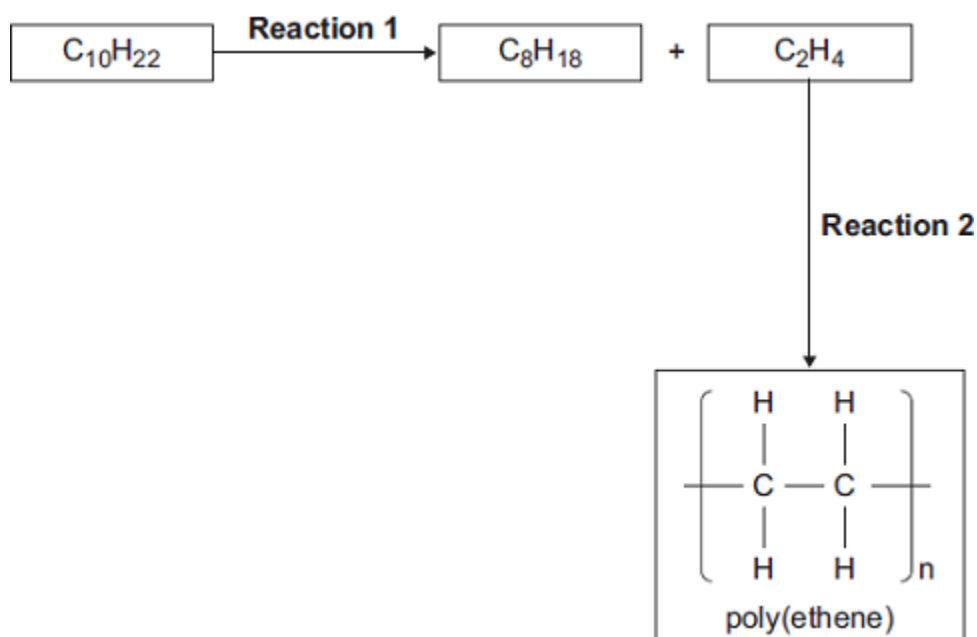 Reaction 1
C₁₀H₂₂ C₈H₁₈ + C₂H₄
Reaction 2
H H
C C
H H
n
poly(ethene)